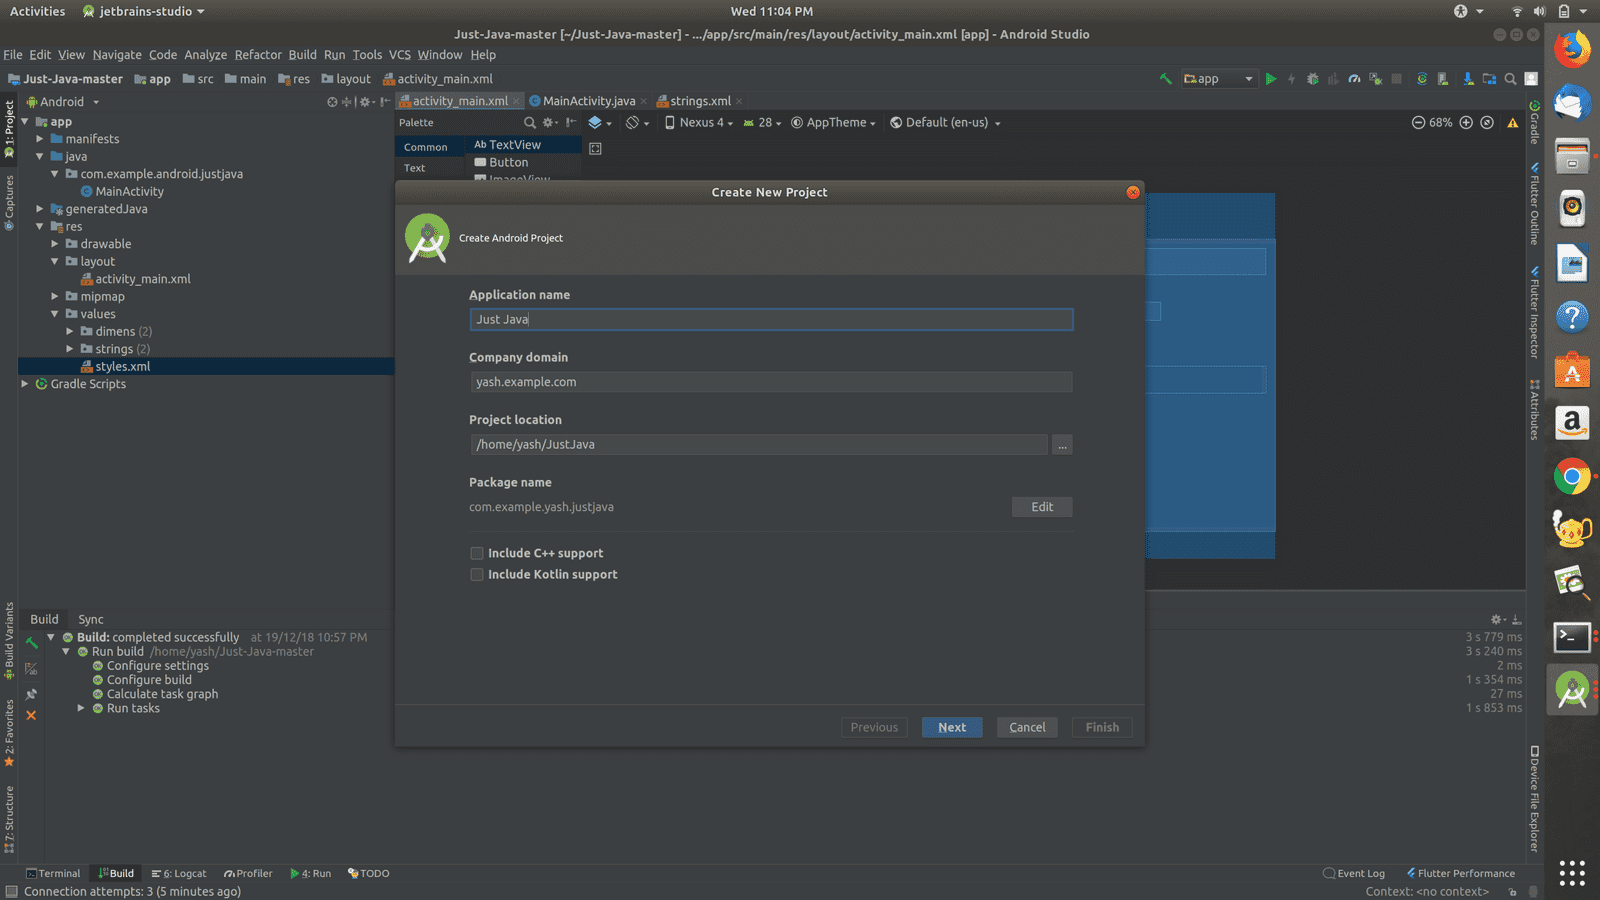 Activities jetbrains-studio Wed 11:04 PM
Just-Java-master [~/Just-Java-master] - .../app/src/main/res/layout/activity_main.xml [app] - Android Studio
File Edit View Navigate Code Analyze Refactor Build Run Tools VCS Window Help
Just-Java-master app src main res layout activity_main.xml app
Android activity_main.xml MainActivity.java strings.xml
Palette Nexus 4 28 AppTheme Default (en-us) 68%
app
manifests
java
com.example.android.justjava
MainActivity
generatedJava
res
drawable
layout
activity_main.xml
mipmap
values
dimens (2)
strings (2)
styles.xml
Gradle Scripts
Common
Text
Ab TextView
Button
ImageView
1: Project
Captures
Build Variants
2: Favorites
7: Structure
Create New Project
Create Android Project
Application name
Just Java
Company domain
yash.example.com
Project location
/home/yash/JustJava
...
Package name
com.example.yash.justjava
Edit
Include C++ support
Include Kotlin support
Previous Next Cancel Finish
Gradle
Flutter Outline
Flutter Inspector
Attributes
Device File Explorer
Build Sync
Build: completed successfully at 19/12/18 10:57 PM 3 s 779 ms
Run build /home/yash/Just-Java-master 3 s 240 ms
Configure settings 2 ms
Configure build 1 s 354 ms
Calculate task graph 27 ms
Run tasks 1 s 853 ms
Terminal Build 6: Logcat Profiler 4: Run TODO Event Log Flutter Performance
Connection attempts: 3 (5 minutes ago) Context: <no context>